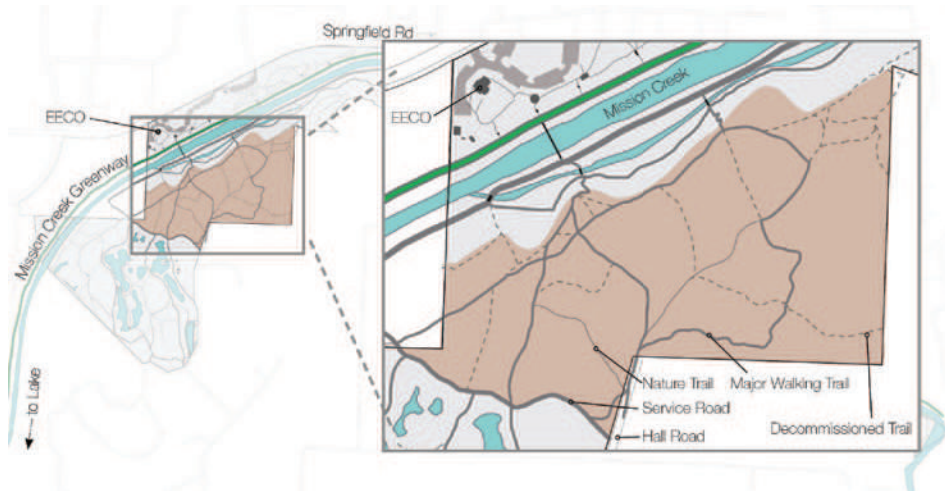 Springfield Rd
EECO
EECO
Mission Creek
Mission Creek Greenway
Nature Trail
Major Walking Trail
Service Road
Decommissioned Trail
Hall Road
to Lake